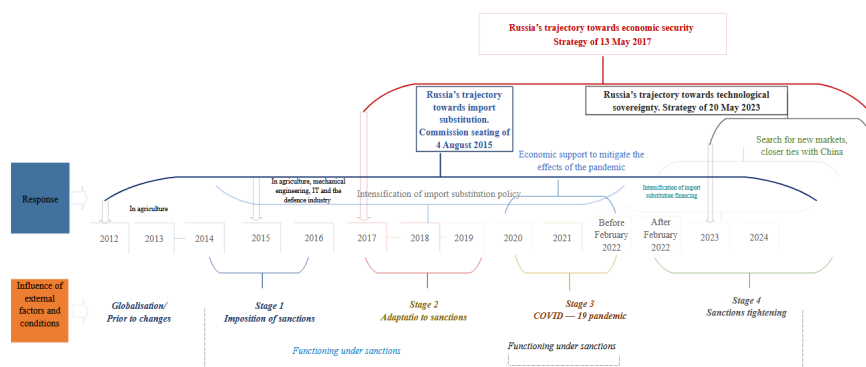 Russia's trajectory towards economic security
Strategy of 13 May 2017
Russia's trajectory
towards import
substitution.
Commission seating of
4 August 2015
Russia's trajectory towards technological
sovereignty. Strategy of 20 May 2023
Economic support to mitigate the
effects of the pandemic
Search for new markets,
closer ties with China
Response
In agriculture
In agriculture, mechanical
engineering, IT and the
defence industry
Intensification of import substitution policy
Intensification of import
substitution financing
2012
2013
2014
2015
2016
2017
2018
2019
2020
2021
Before
February
2022
After
February
2022
2023
2024
Influence of
external
factors and
conditions
Globalisation/
Prior to changes
Stage 1
Imposition of sanctions
Stage 2
Adaptatio to sanctions
Stage 3
COVID — 19 pandemic
Stage 4
Sanctions tightening
Functioning under sanctions
Functioning under sanctions